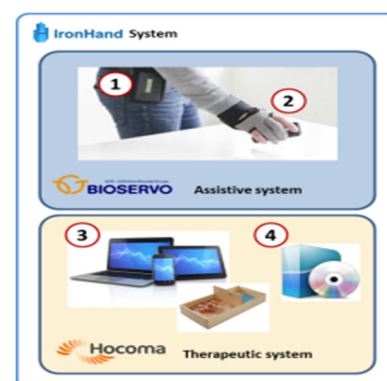 IronHand System
1
2
BIOSERVO Assistive system
3
4
Hocoma Therapeutic system